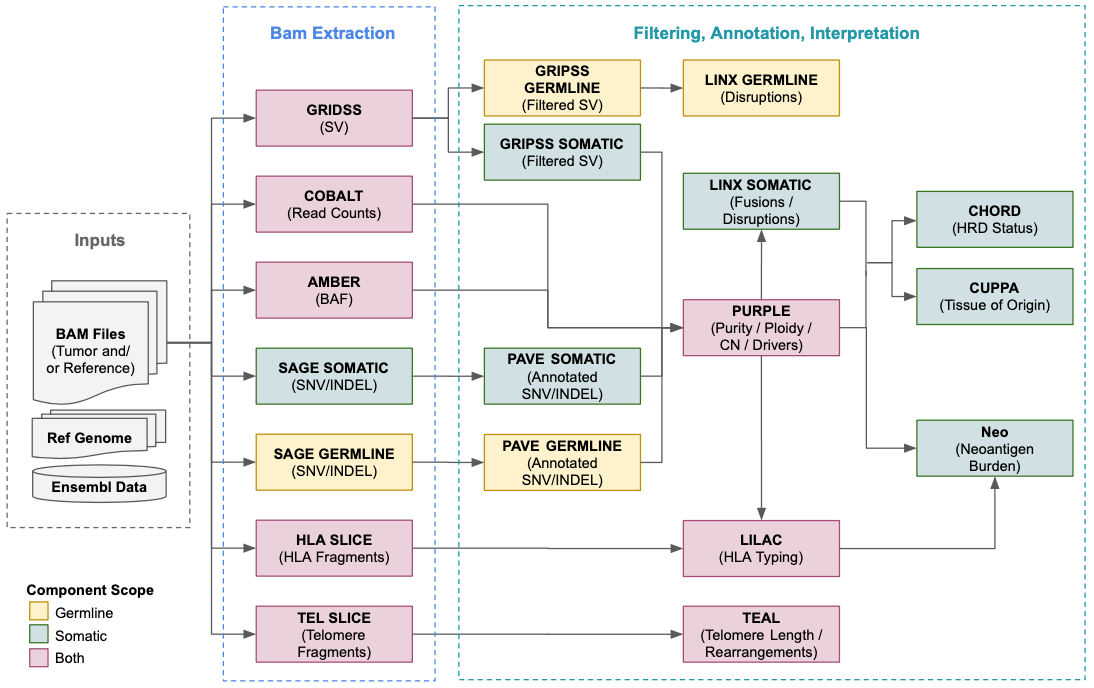 Inputs
BAM Files
(Tumor and/
or Reference)
Ref Genome
Ensembl Data
Component Scope
Germline
Somatic
Both
Bam Extraction
GRIDSS
(SV)
COBALT
(Read Counts)
AMBER
(BAF)
SAGE SOMATIC
(SNV/INDEL)
SAGE GERMLINE
(SNV/INDEL)
HLA SLICE
(HLA Fragments)
TEL SLICE
(Telomere
Fragments)
Filtering, Annotation, Interpretation
GRIPSS
GERMLINE
(Filtered SV)
GRIPSS SOMATIC
(Filtered SV)
PAVE SOMATIC
(Annotated
SNV/INDEL)
PAVE GERMLINE
(Annotated
SNV/INDEL)
LINX GERMLINE
(Disruptions)
LINX SOMATIC
(Fusions /
Disruptions)
PURPLE
(Purity / Ploidy /
CN / Drivers)
LILAC
(HLA Typing)
TEAL
(Telomere Length /
Rearrangements)
CHORD
(HRD Status)
CUPPA
(Tissue of Origin)
Neo
(Neoantigen
Burden)